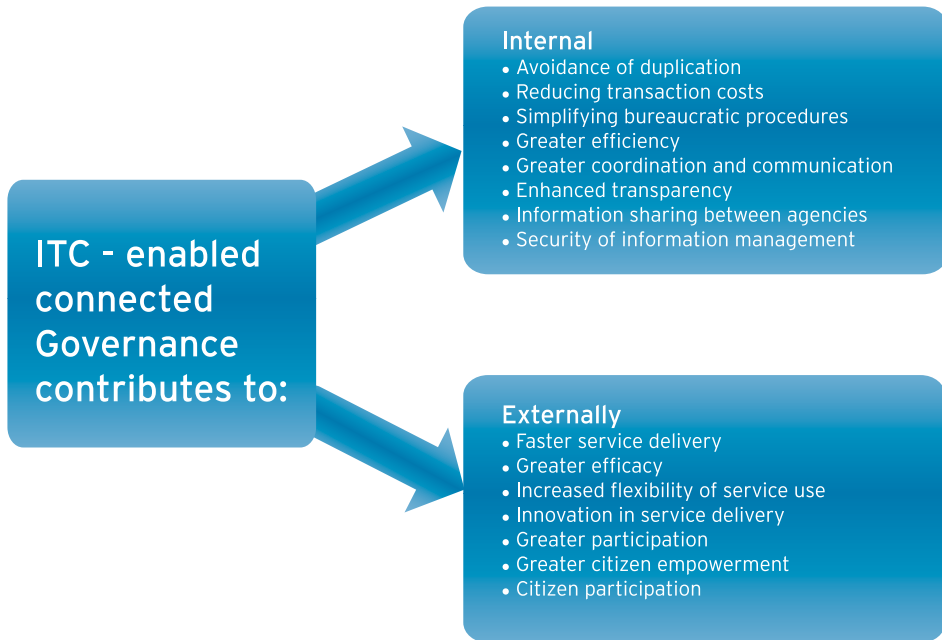 ITC - enabled
connected
Governance
contributes to:
Internal
• Avoidance of duplication
• Reducing transaction costs
• Simplifying bureaucratic procedures
• Greater efficiency
• Greater coordination and communication
• Enhanced transparency
• Information sharing between agencies
• Security of information management
Externally
• Faster service delivery
• Greater efficacy
• Increased flexibility of service use
• Innovation in service delivery
• Greater participation
• Greater citizen empowerment
• Citizen participation